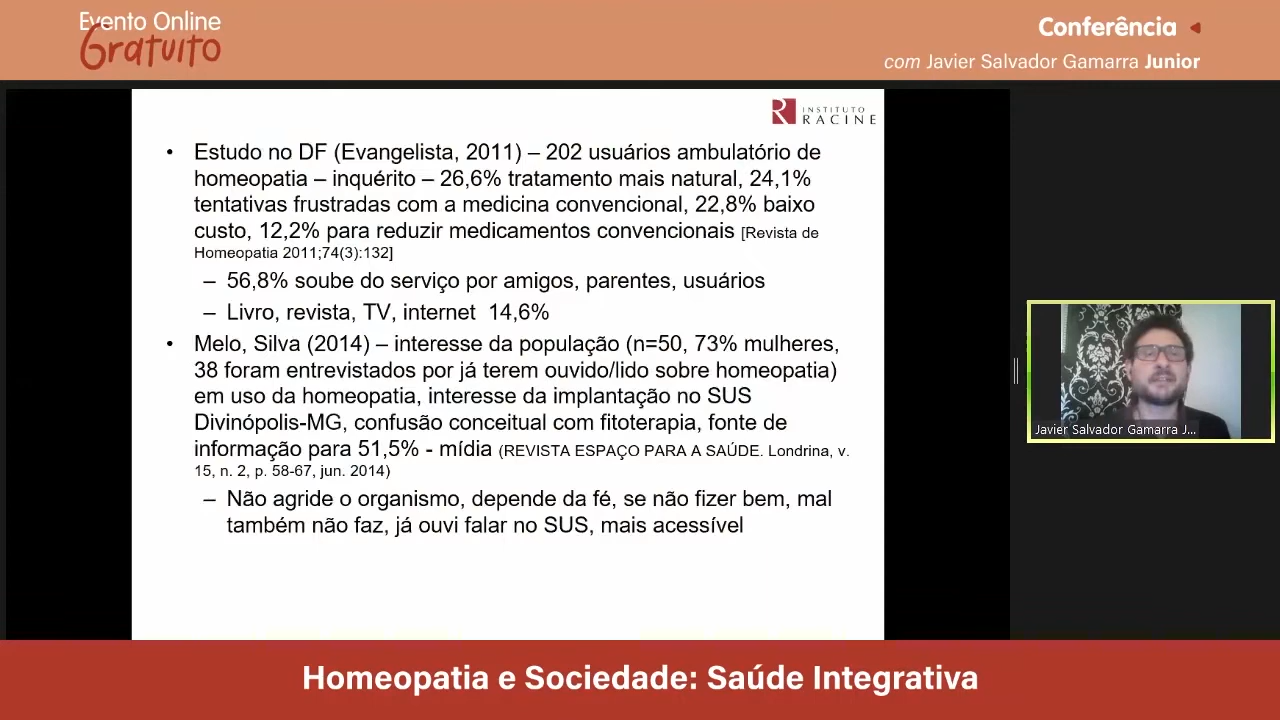 Evento Online
Gratuito
Conferência
com Javier Salvador Gamarra Junior
INSTITUTO
RACINE
• Estudo no DF (Evangelista, 2011) – 202 usuários ambulatório de
homeopatia – inquérito – 26,6% tratamento mais natural, 24,1%
tentativas frustradas com a medicina convencional, 22,8% baixo
custo, 12,2% para reduzir medicamentos convencionais [Revista de
Homeopatia 2011;74(3):132]
– 56,8% soube do serviço por amigos, parentes, usuários
– Livro, revista, TV, internet 14,6%
• Melo, Silva (2014) – interesse da população (n=50, 73% mulheres,
38 foram entrevistados por já terem ouvido/lido sobre homeopatia)
em uso da homeopatia, interesse da implantação no SUS
Divinópolis-MG, confusão conceitual com fitoterapia, fonte de
informação para 51,5% - mídia (REVISTA ESPAÇO PARA A SAÚDE. Londrina, v.
15, n. 2, p. 58-67, jun. 2014)
– Não agride o organismo, depende da fé, se não fizer bem, mal
também não faz, já ouvi falar no SUS, mais acessível
Javier Salvador Gamarra J...
Homeopatia e Sociedade: Saúde Integrativa